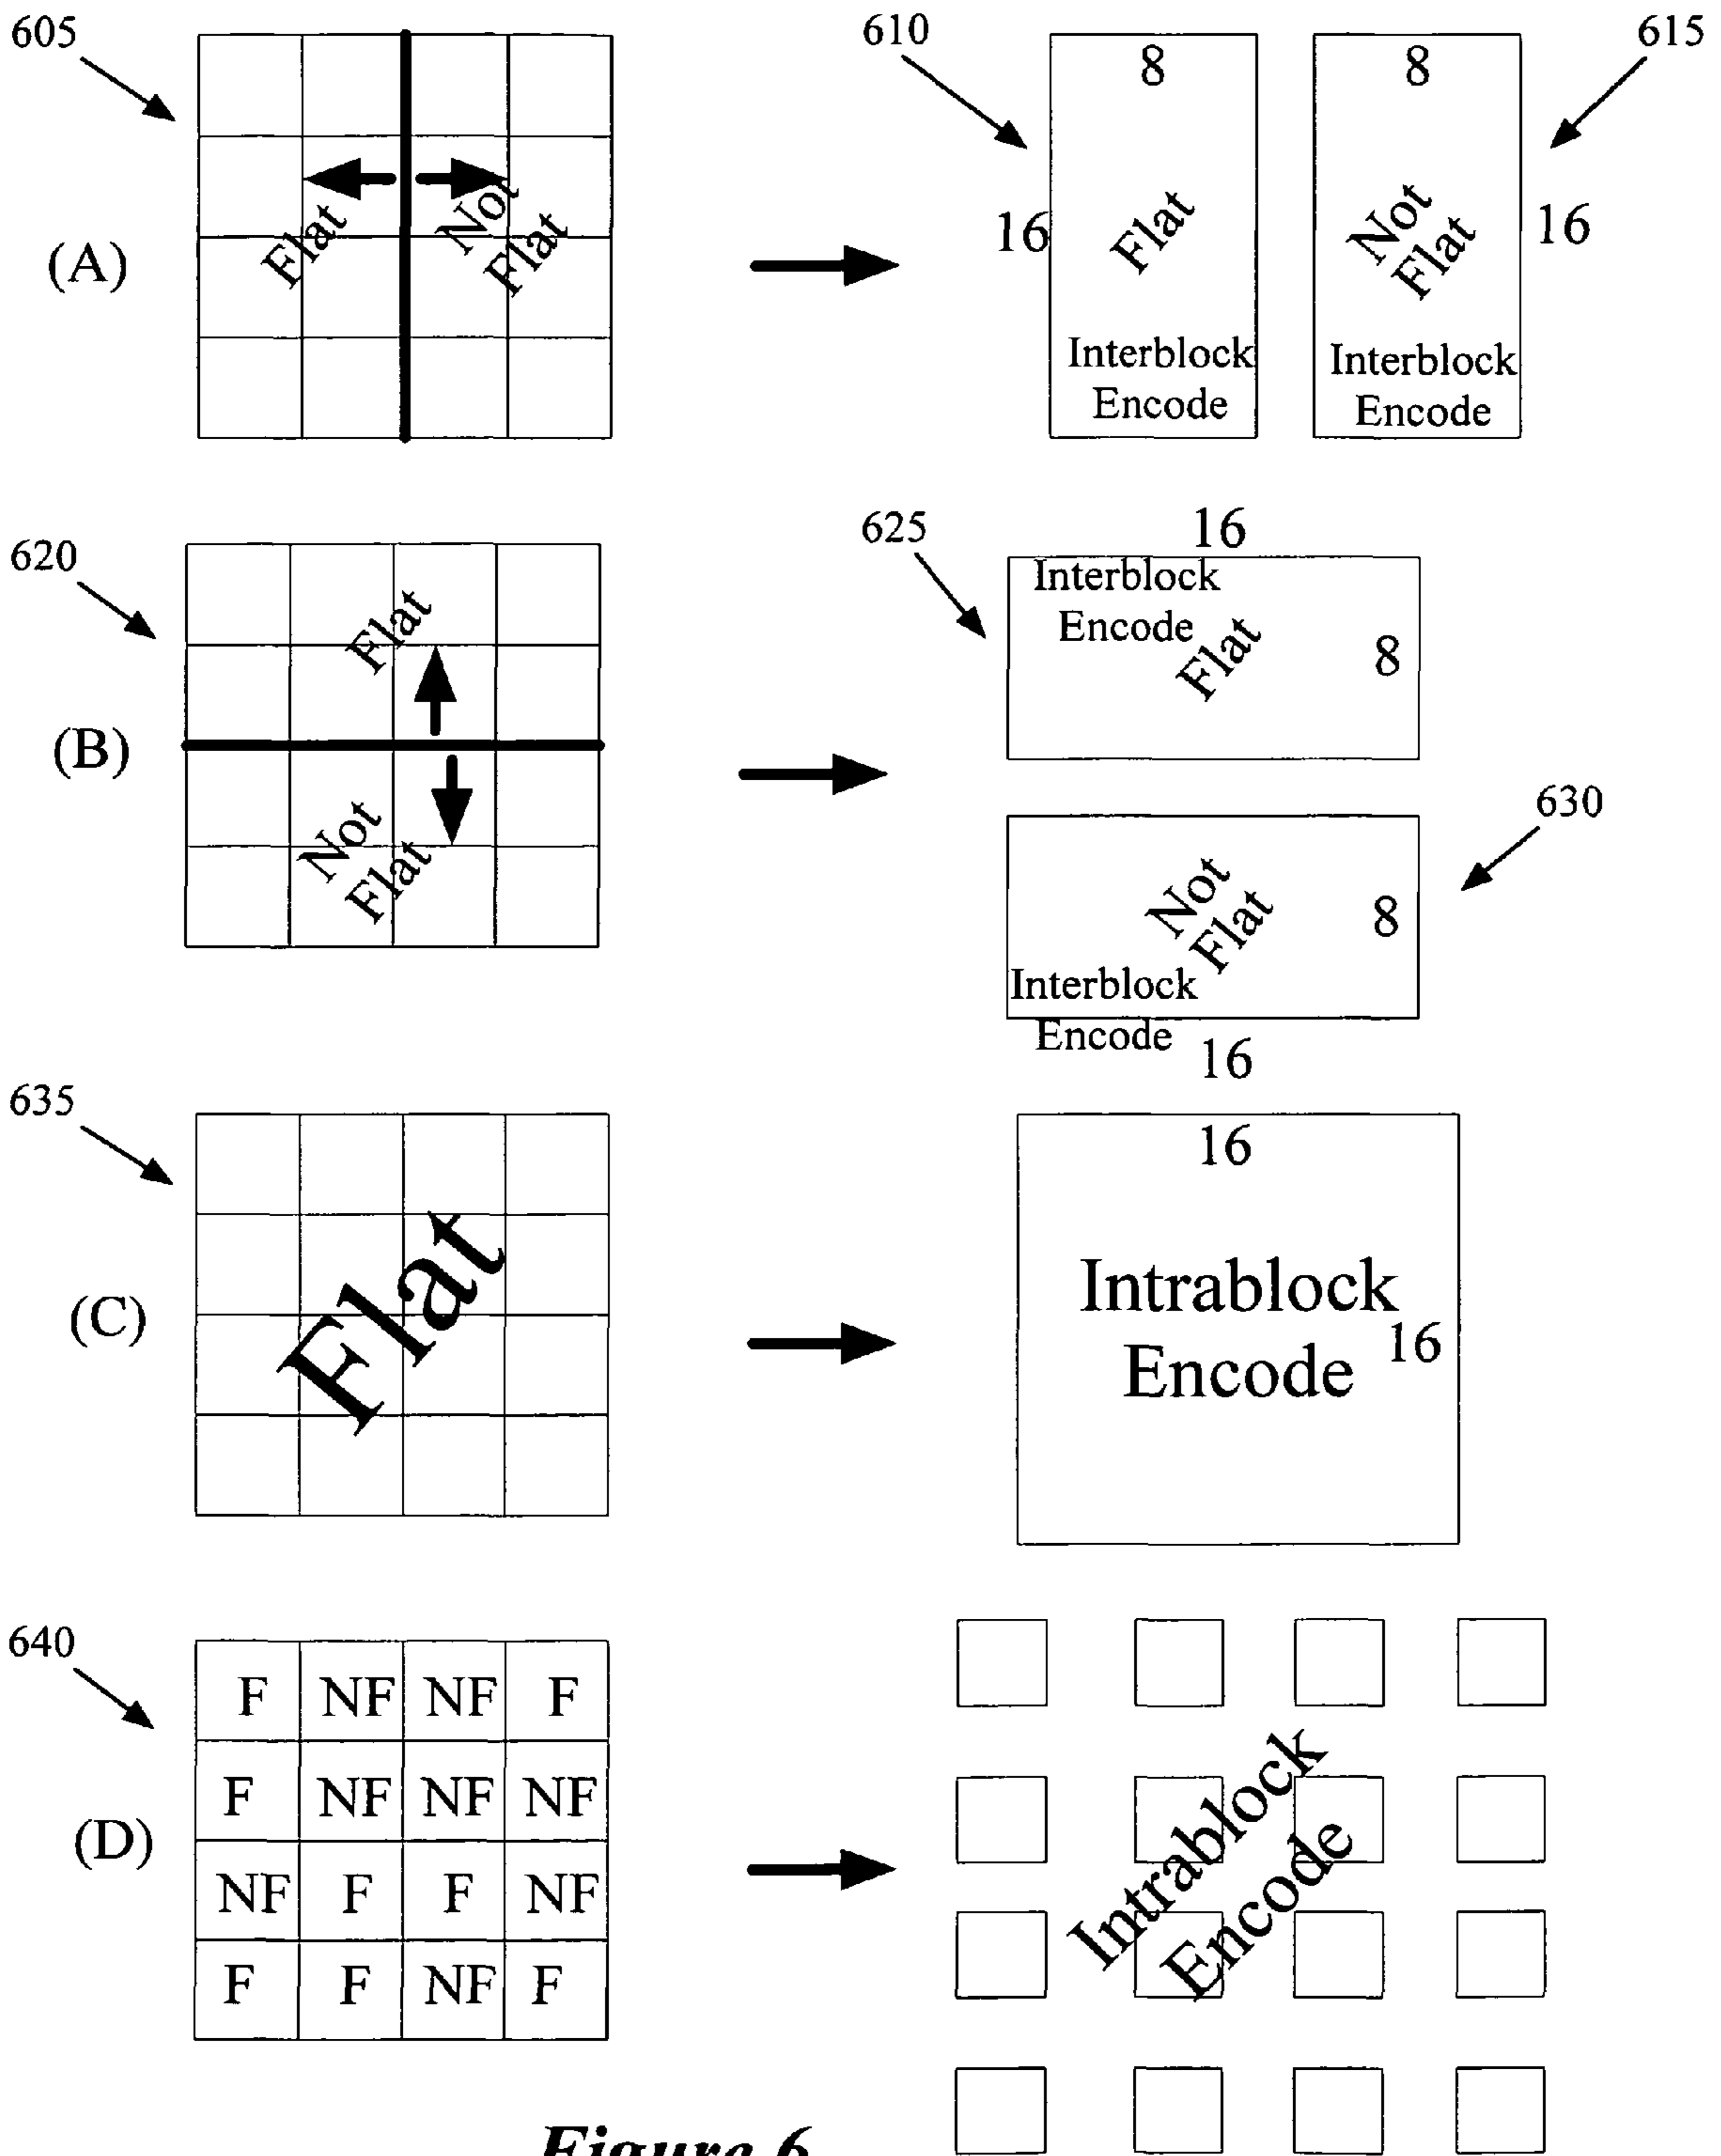 605
610
615
8
8
Flat
Not
Flat
16
Flat
Not
Flat
16
(A)
Interblock
Encode
Interblock
Encode
620
625
16
Interblock
Encode
Flat
8
Flat
(B)
Not
Flat
630
Not
Flat
8
Interblock
Encode
16
635
16
Flat
Intrablock
Encode
16
(C)
640
F NF NF F
F NF NF NF
NF F F NF
F F NF F
(D)
Intrablock
Encode
Figure 6